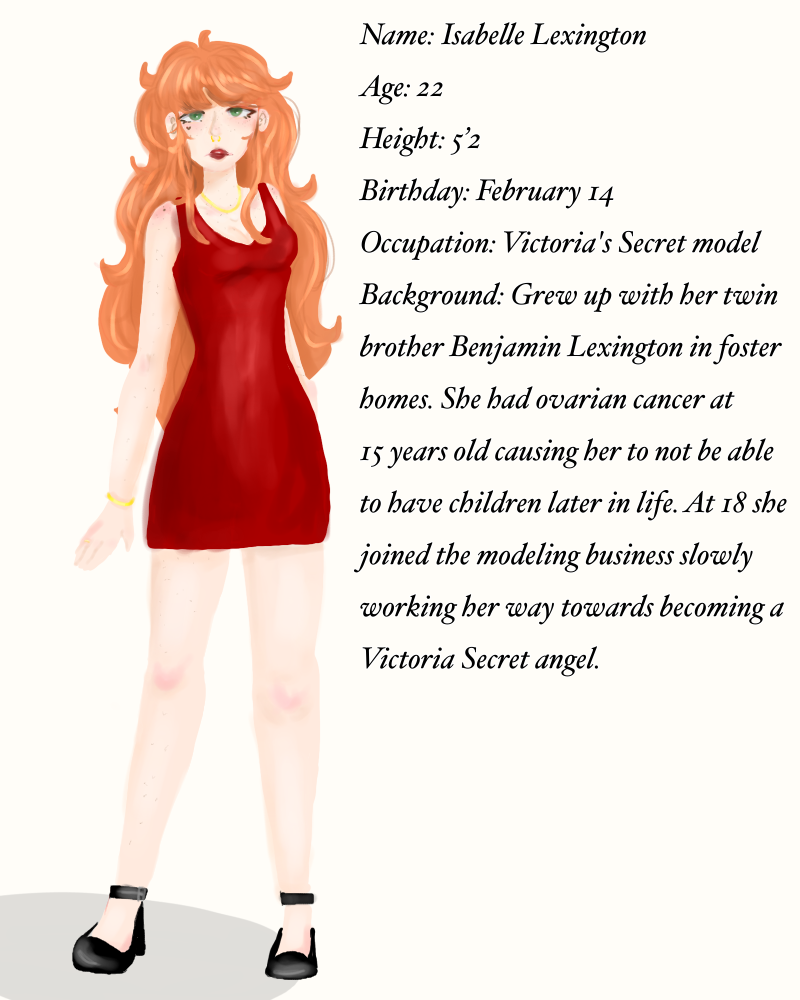 Name: Isabelle Lexington
Age: 22
Height: 5’2
Birthday: February 14
Occupation: Victoria's Secret model
Background: Grew up with her twin
brother Benjamin Lexington in foster
homes. She had ovarian cancer at
15 years old causing her to not be able
to have children later in life. At 18 she
joined the modeling business slowly
working her way towards becoming a
Victoria Secret angel.